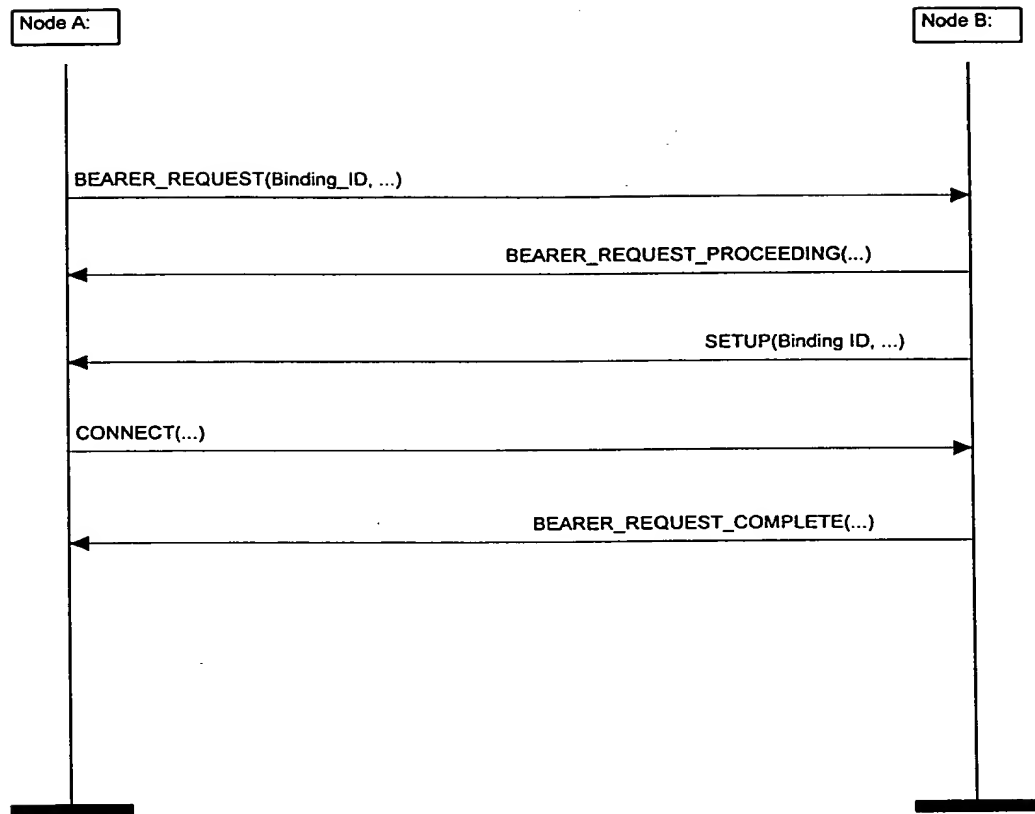 Node A:
Node B:
BEARER_REQUEST(Binding_ID, ...)
BEARER_REQUEST_PROCEEDING(...)
SETUP(Binding ID, ...)
CONNECT(...)
BEARER_REQUEST_COMPLETE(...)